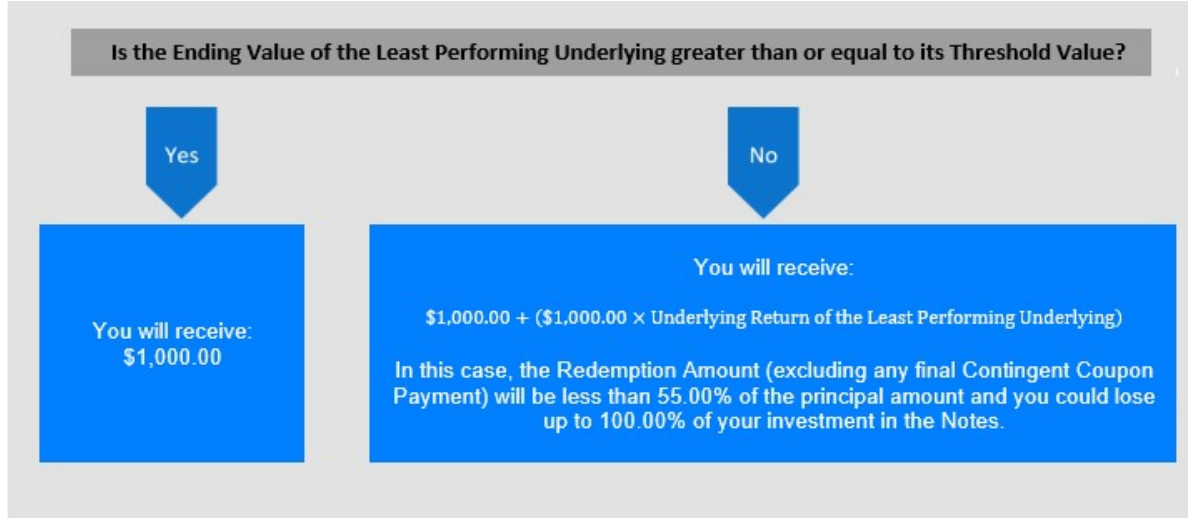 Is the Ending Value of the Least Performing Underlying greater than or equal to its Threshold Value?
Yes
No
You will receive:
$1,000.00
You will receive:
$1,000.00 + ($1,000.00 × Underlying Return of the Least Performing Underlying)
In this case, the Redemption Amount (excluding any final Contingent Coupon
Payment) will be less than 55.00% of the principal amount and you could lose
up to 100.00% of your investment in the Notes.